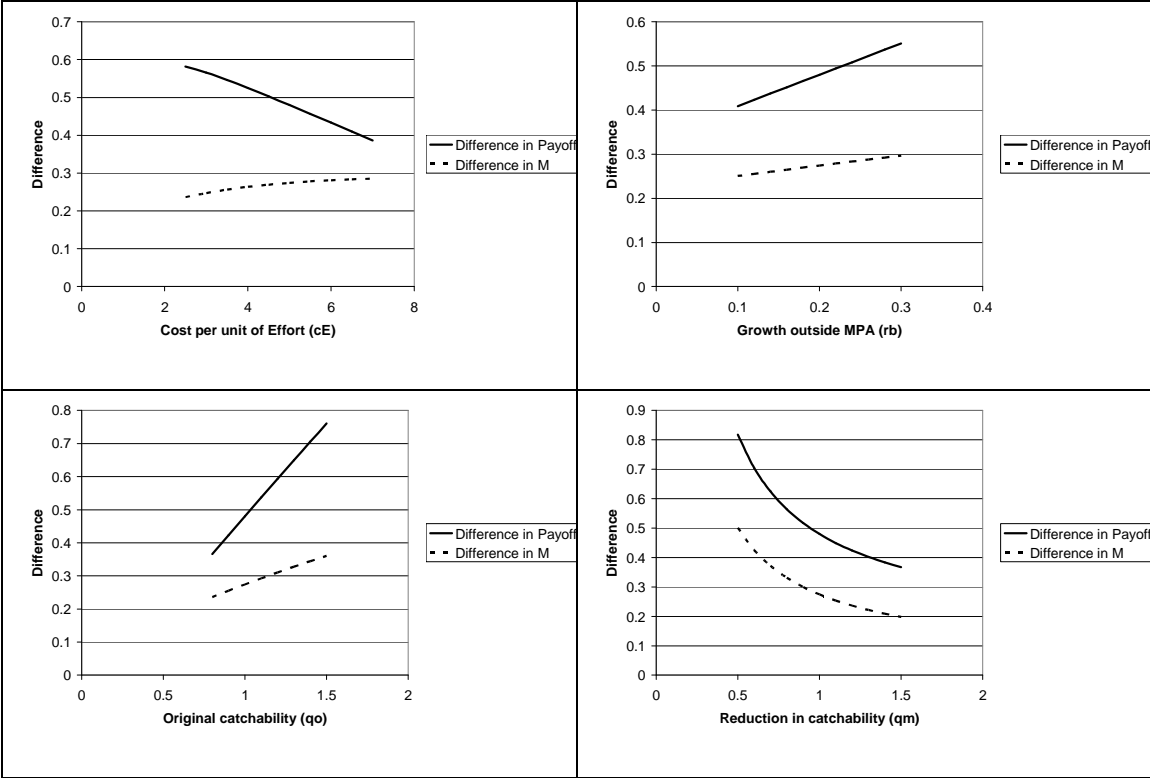 0.7
0.6
0.5
0.4
0.3
0.2
0.1
0
0 2 4 6 8
Difference
Cost per unit of Effort (cE)
Difference in Payoff
Difference in M
0.6
0.5
0.4
0.3
0.2
0.1
0
0 0.1 0.2 0.3 0.4
Difference
Growth outside MPA (rb)
Difference in Payoff
Difference in M
0.8
0.7
0.6
0.5
0.4
0.3
0.2
0.1
0
0 0.5 1 1.5 2
Difference
Original catchability (qo)
Difference in Payoff
Difference in M
0.9
0.8
0.7
0.6
0.5
0.4
0.3
0.2
0.1
0
0 0.5 1 1.5 2
Difference
Reduction in catchability (qm)
Difference in Payoff
Difference in M